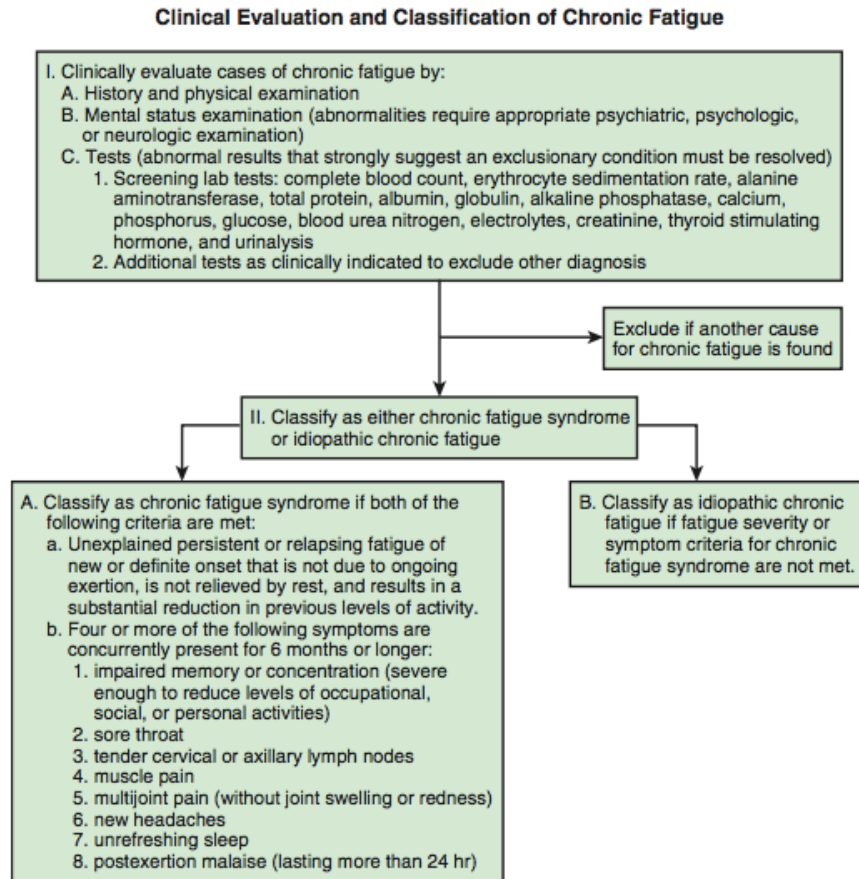 Clinical Evaluation and Classification of Chronic Fatigue
I. Clinically evaluate cases of chronic fatigue by:
A. History and physical examination
B. Mental status examination (abnormalities require appropriate psychiatric, psychologic,
or neurologic examination)
C. Tests (abnormal results that strongly suggest an exclusionary condition must be resolved)
1. Screening lab tests: complete blood count, erythrocyte sedimentation rate, alanine
aminotransferase, total protein, albumin, globulin, alkaline phosphatase, calcium,
phosphorus, glucose, blood urea nitrogen, electrolytes, creatinine, thyroid stimulating
hormone, and urinalysis
2. Additional tests as clinically indicated to exclude other diagnosis
Exclude if another cause
for chronic fatigue is found
II. Classify as either chronic fatigue syndrome
or idiopathic chronic fatigue
A. Classify as chronic fatigue syndrome if both of the
following criteria are met:
a. Unexplained persistent or relapsing fatigue of
new or definite onset that is not due to ongoing
exertion, is not relieved by rest, and results in a
substantial reduction in previous levels of activity.
b. Four or more of the following symptoms are
concurrently present for 6 months or longer:
1. impaired memory or concentration (severe
enough to reduce levels of occupational,
social, or personal activities)
2. sore throat
3. tender cervical or axillary lymph nodes
4. muscle pain
5. multijoint pain (without joint swelling or redness)
6. new headaches
7. unrefreshing sleep
8. postexertion malaise (lasting more than 24 hr)
B. Classify as idiopathic chronic
fatigue if fatigue severity or
symptom criteria for chronic
fatigue syndrome are not met.